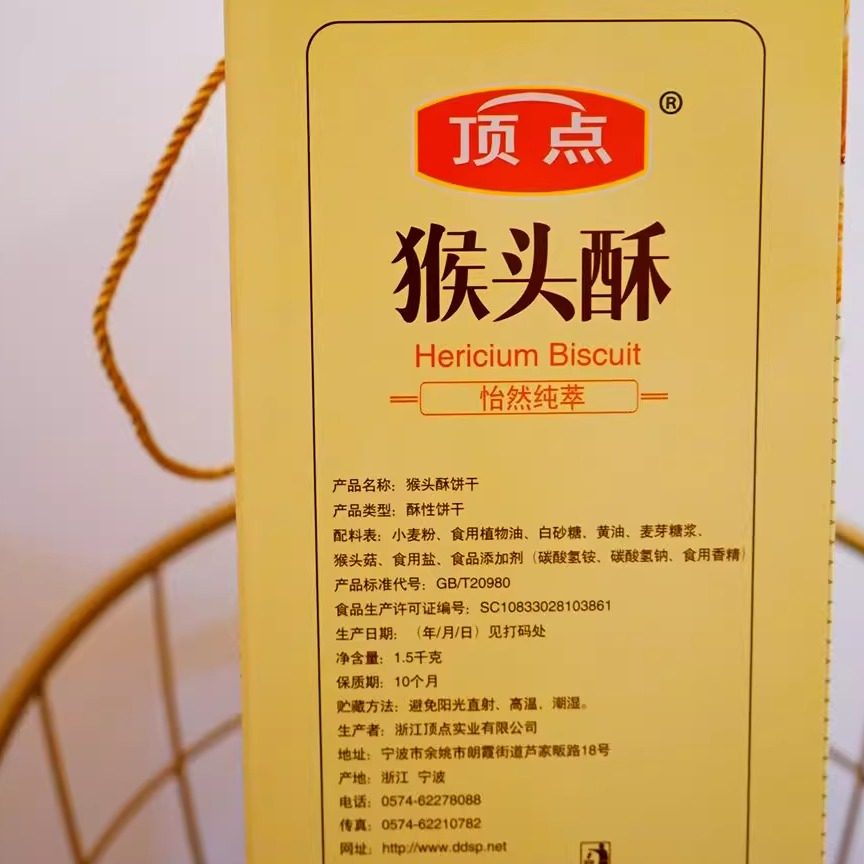 顶点
®
猴头酥
Hericium Biscuit
怡然纯萃
产品名称：猴头酥饼干
产品类型：酥性饼干
配料表：小麦粉、食用植物油、白砂糖、黄油、麦芽糖浆、
猴头菇、食用盐、食品添加剂（碳酸氢铵、碳酸氢钠、食用香精）
产品标准代号：GB/T20980
食品生产许可证编号：SC10833028103861
生产日期：（年/月/日）见打码处
净含量：1.5千克
保质期：10个月
贮藏方法：避免阳光直射、高温、潮湿。
生产者：浙江顶点实业有限公司
地址：宁波市余姚市朗霞街道芦家畈路18号
产地：浙江 宁波
电话：0574-62278088
传真：0574-62210782
网址：http://www.ddsp.net